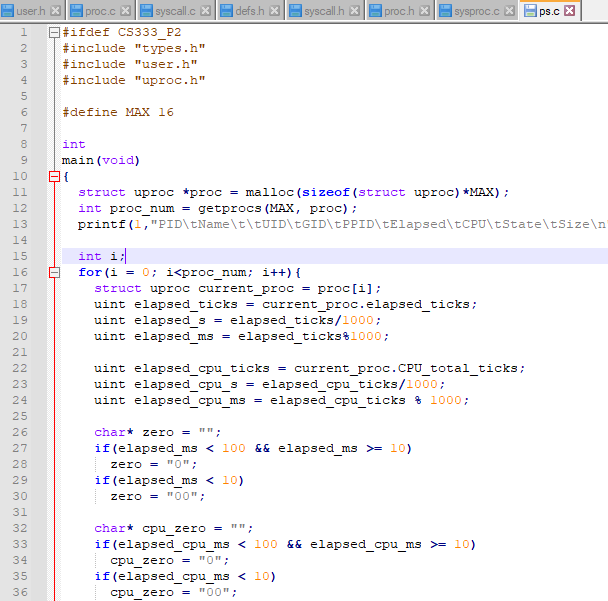 user.h proc.c syscall.c defs.h syscall.h proc.h sysproc.c ps.c
1 #ifdef CS333_P2
2 #include "types.h"
3 #include "user.h"
4 #include "uproc.h"
5
6 #define MAX 16
7
8 int
9 main(void)
10 {
11 struct uproc *proc = malloc(sizeof(struct uproc)*MAX);
12 int proc_num = getprocs(MAX, proc);
13 printf(1,"PID\tName\t\tUID\tGID\tPPID\tElapsed\tCPU\tState\tSize\n
14
15 int i;
16 for(i = 0; i<proc_num; i++){
17 struct uproc current_proc = proc[i];
18 uint elapsed_ticks = current_proc.elapsed_ticks;
19 uint elapsed_s = elapsed_ticks/1000;
20 uint elapsed_ms = elapsed_ticks%1000;
21
22 uint elapsed_cpu_ticks = current_proc.CPU_total_ticks;
23 uint elapsed_cpu_s = elapsed_cpu_ticks/1000;
24 uint elapsed_cpu_ms = elapsed_cpu_ticks % 1000;
25
26 char* zero = "";
27 if(elapsed_ms < 100 && elapsed_ms >= 10)
28 zero = "0";
29 if(elapsed_ms < 10)
30 zero = "00";
31
32 char* cpu_zero = "";
33 if(elapsed_cpu_ms < 100 && elapsed_cpu_ms >= 10)
34 cpu_zero = "0";
35 if(elapsed_cpu_ms < 10)
36 cpu_zero = "00";